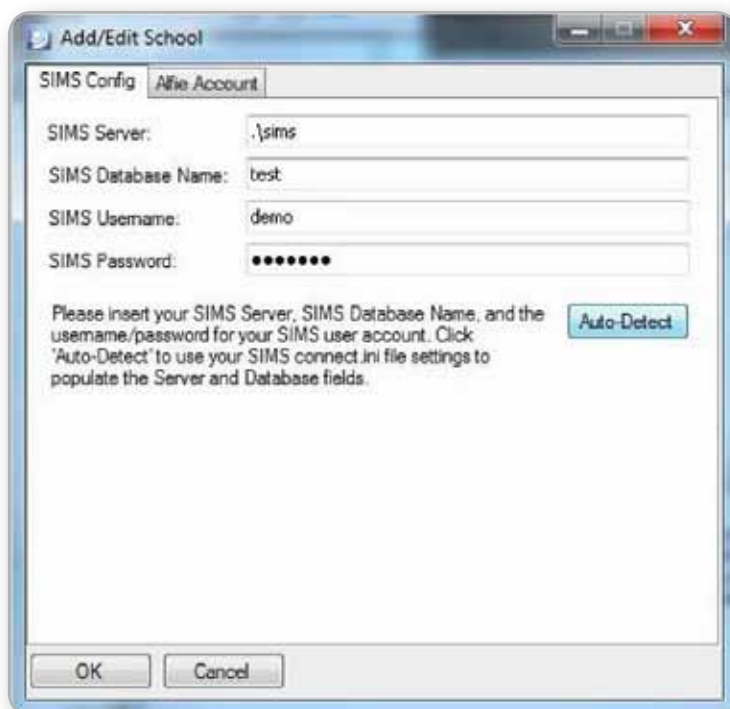 Add/Edit School
SIMS Config Alfie Account
SIMS Server: .\sims
SIMS Database Name: test
SIMS Username: demo
SIMS Password: •••••••
Please insert your SIMS Server, SIMS Database Name, and the
username/password for your SIMS user account. Click
'Auto-Detect' to use your SIMS connect.ini file settings to
populate the Server and Database fields.
Auto-Detect
OK Cancel